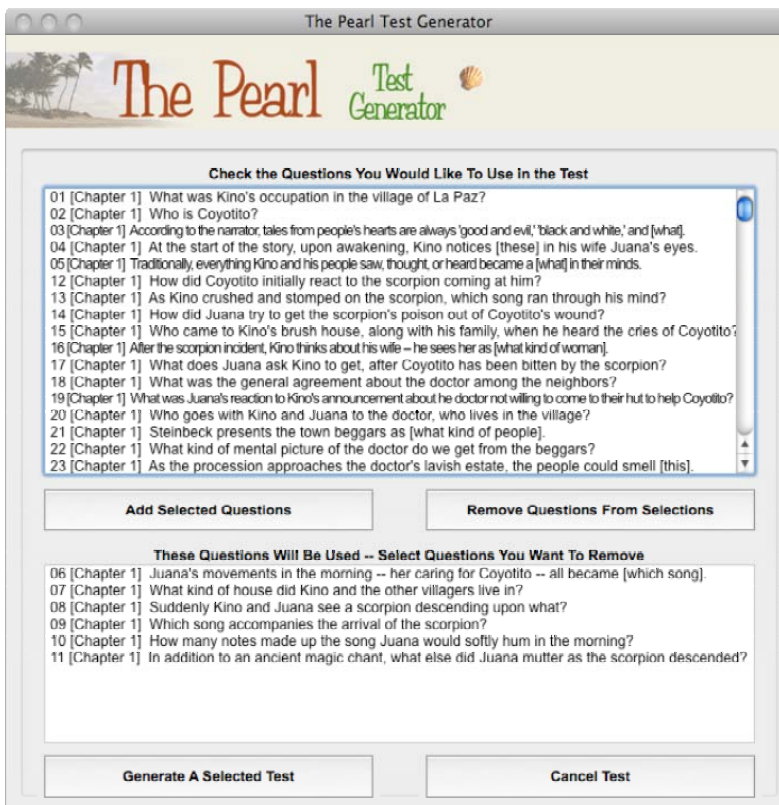 The Pearl Test Generator
The Pearl Test
Generator
Check the Questions You Would Like To Use in the Test
01 [Chapter 1] What was Kino's occupation in the village of La Paz?
02 [Chapter 1] Who is Coyotito?
03 [Chapter 1] According to the narrator, tales from people's hearts are always 'good and evil,' 'black and white,' and [what].
04 [Chapter 1] At the start of the story, upon awakening, Kino notices [these] in his wife Juana's eyes.
05 [Chapter 1] Traditionally, everything Kino and his people saw, thought, or heard became a [what] in their minds.
12 [Chapter 1] How did Coyotito initially react to the scorpion coming at him?
13 [Chapter 1] As Kino crushed and stomped on the scorpion, which song ran through his mind?
14 [Chapter 1] How did Juana try to get the scorpion's poison out of Coyotito's wound?
15 [Chapter 1] Who came to Kino's brush house, along with his family, when he heard the cries of Coyotito?
16 [Chapter 1] After the scorpion incident, Kino thinks about his wife -- he sees her as [what kind of woman].
17 [Chapter 1] What does Juana ask Kino to get, after Coyotito has been bitten by the scorpion?
18 [Chapter 1] What was the general agreement about the doctor among the neighbors?
19 [Chapter 1] What was Juana's reaction to Kino's announcement about he doctor not willing to come to their hut to help Coyotito?
20 [Chapter 1] Who goes with Kino and Juana to the doctor, who lives in the village?
21 [Chapter 1] Steinbeck presents the town beggars as [what kind of people].
22 [Chapter 1] What kind of mental picture of the doctor do we get from the beggars?
23 [Chapter 1] As the procession approaches the doctor's lavish estate, the people could smell [this].
Add Selected Questions
Remove Questions From Selections
These Questions Will Be Used -- Select Questions You Want To Remove
06 [Chapter 1] Juana's movements in the morning -- her caring for Coyotito -- all became [which song].
07 [Chapter 1] What kind of house did Kino and the other villagers live in?
08 [Chapter 1] Suddenly Kino and Juana see a scorpion descending upon what?
09 [Chapter 1] Which song accompanies the arrival of the scorpion?
10 [Chapter 1] How many notes made up the song Juana would softly hum in the morning?
11 [Chapter 1] In addition to an ancient magic chant, what else did Juana mutter as the scorpion descended?
Generate A Selected Test
Cancel Test